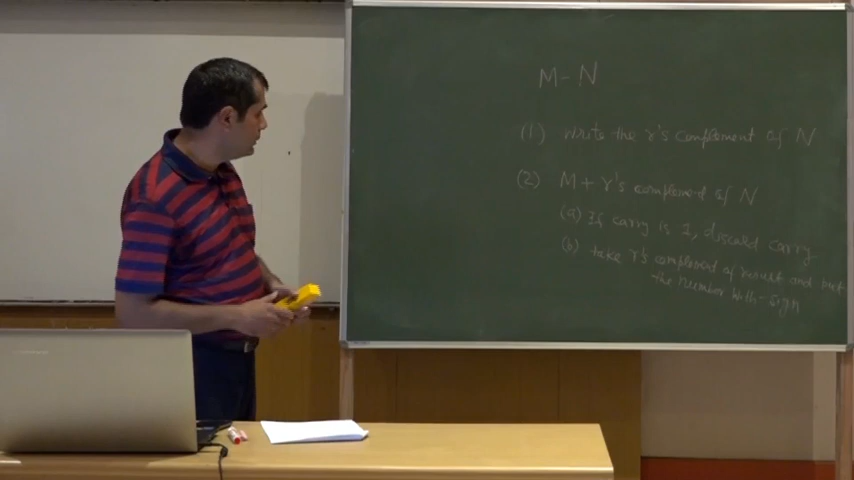 M - N
(1) Write the r's complement of N
(2) M + r's complement of N
(a) If carry is 1, discard carry
(b) take r's complement of result and
the number with - sign